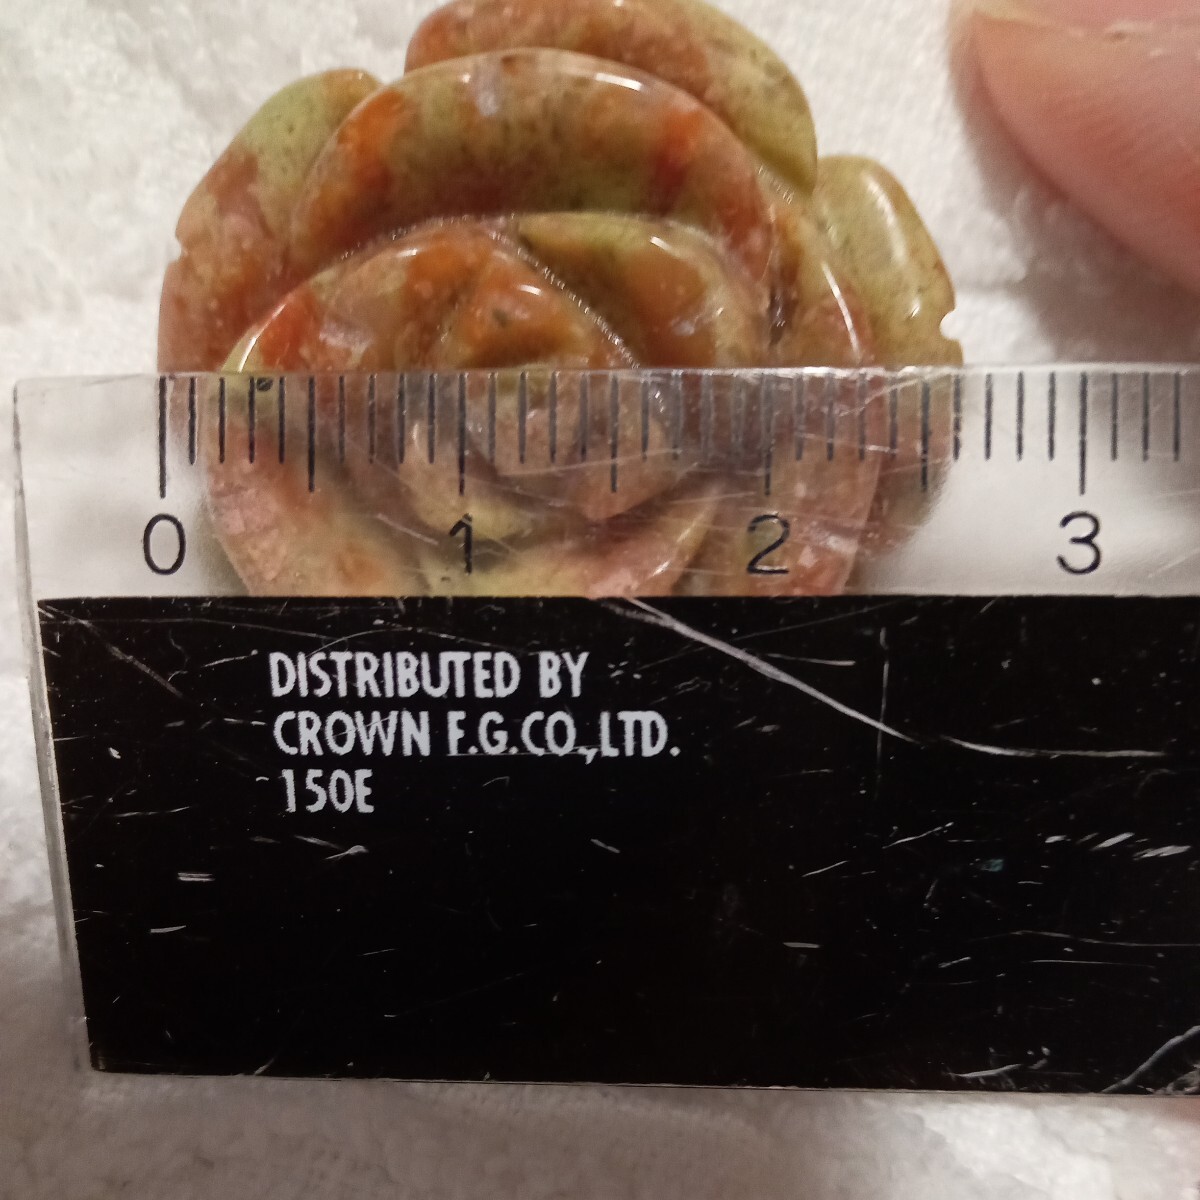 0 1 2 3
DISTRIBUTED BY
CROWN F.G.CO.,LTD.
150E